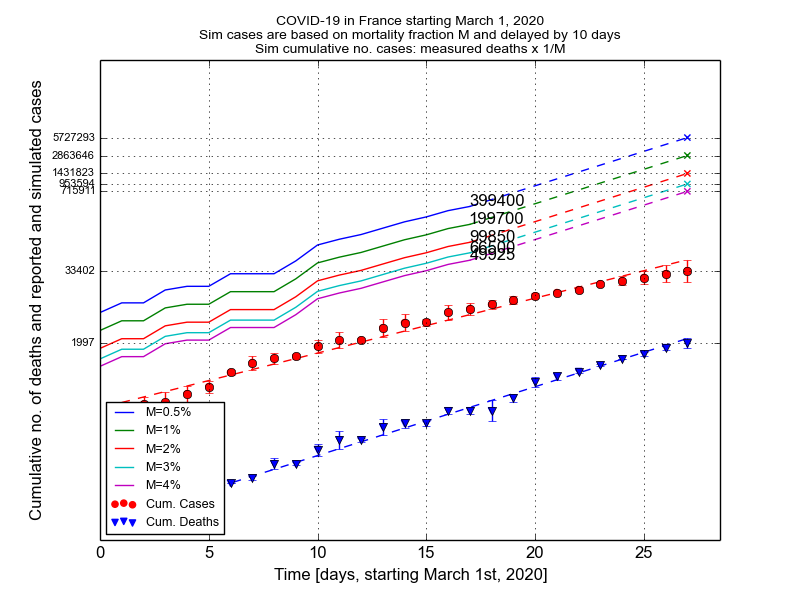 COVID-19 in France starting March 1, 2020
Sim cases are based on mortality fraction M and delayed by 10 days
Sim cumulative no. cases: measured deaths x 1/M
Cumulative no. of deaths and reported and simulated cases
5727293
2863646
1431823
953594
715911
33402
1997
399400
199700
99850
66500
49925
M=0.5%
M=1%
M=2%
M=3%
M=4%
Cum. Cases
Cum. Deaths
0 5 10 15 20 25
Time [days, starting March 1st, 2020]